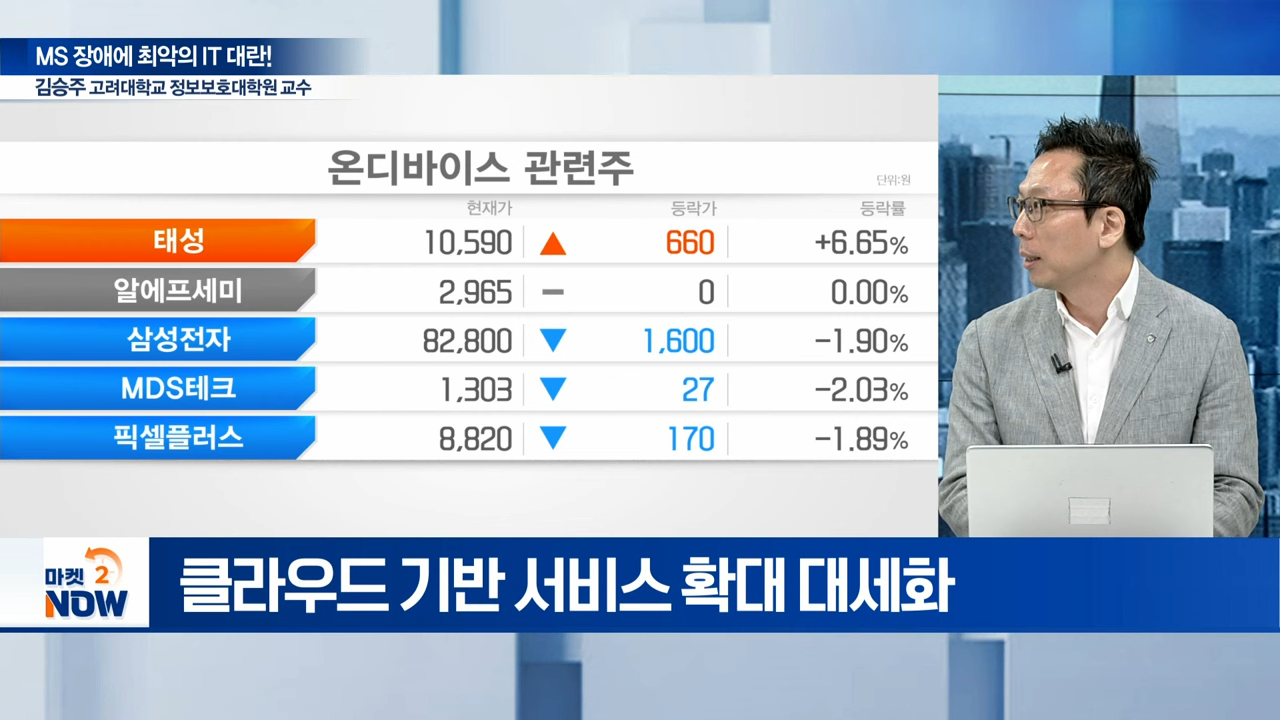 MS 장애에 최악의 IT 대란!
김승주 고려대학교 정보보호대학원 교수
온디바이스 관련주
단위:원
현재가 등락가 등락률
태성 10,590 ▲ 660 +6.65%
알에프세미 2,965 － 0 0.00%
삼성전자 82,800 ▼ 1,600 -1.90%
MDS테크 1,303 ▼ 27 -2.03%
픽셀플러스 8,820 ▼ 170 -1.89%
마켓 2
NOW
클라우드 기반 서비스 확대 대세화